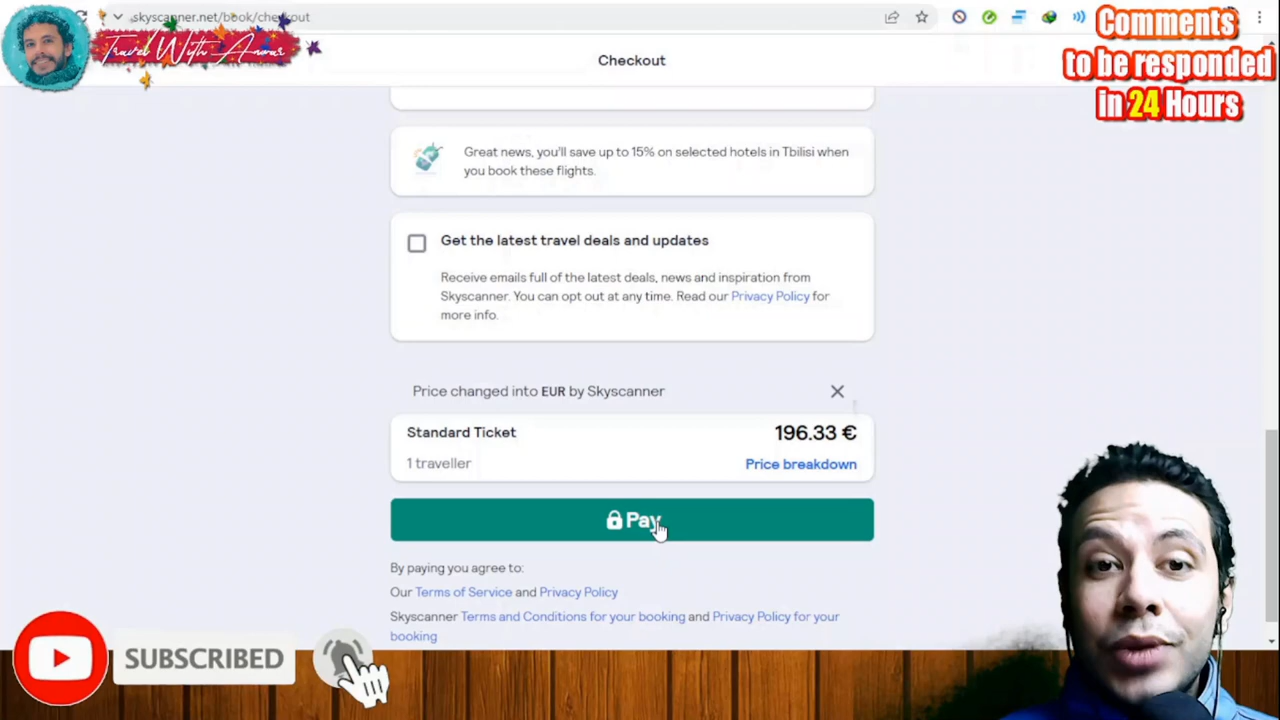 skyscanner.net/book/checkout
Travel With Anour
Comments
to be responded
in 24 Hours
Checkout
Great news, you'll save up to 15% on selected hotels in Tbilisi when
you book these flights.
Get the latest travel deals and updates
Receive emails full of the latest deals, news and inspiration from
Skyscanner. You can opt out at any time. Read our Privacy Policy for
more info.
Price changed into EUR by Skyscanner
Standard Ticket
196.33 €
1 traveller
Price breakdown
Pay
By paying you agree to:
Our Terms of Service and Privacy Policy
Skyscanner Terms and Conditions for your booking and Privacy Policy for your
booking
SUBSCRIBED